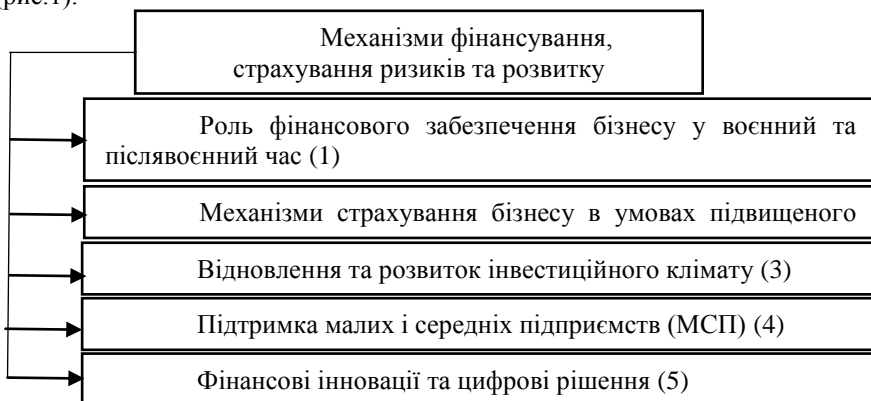 (рис.1).
Механізми фінансування,
страхування ризиків та розвитку
Роль фінансового забезпечення бізнесу у воєнний та
післявоєнний час (1)
Механізми страхування бізнесу в умовах підвищеного
Відновлення та розвиток інвестиційного клімату (3)
Підтримка малих і середніх підприємств (МСП) (4)
Фінансові інновації та цифрові рішення (5)